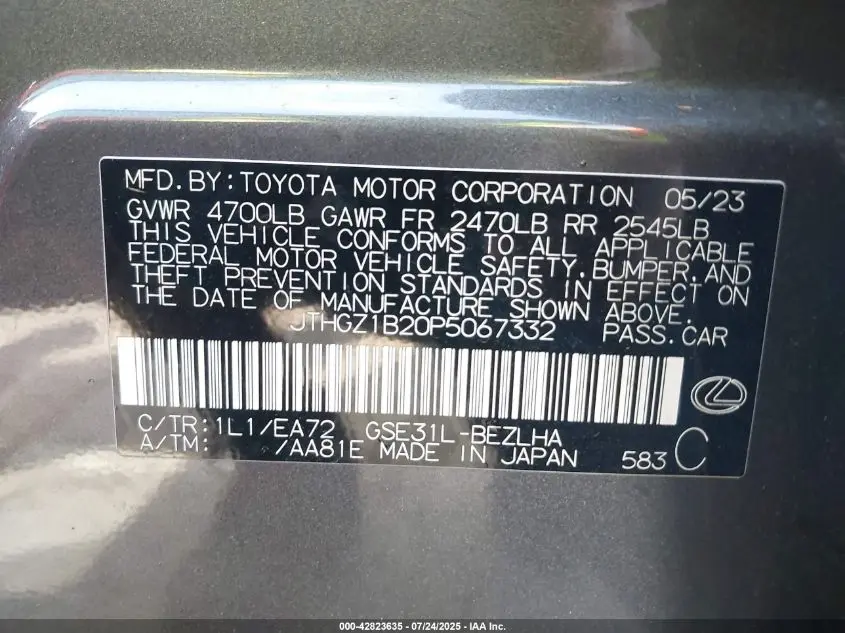 MFD.BY:TOYOTA MOTOR CORPORATION 05/23
GVWR 4700LB GAWR FR 2470LB RR 2545LB
THIS VEHICLE CONFORMS TO ALL APPLICABLE
FEDERAL MOTOR VEHICLE SAFETY,BUMPER,AND
THEFT PREVENTION STANDARDS IN EFFECT ON
THE DATE OF MANUFACTURE SHOWN ABOVE.
JTHGZ1B20P5067332 PASS.CAR
C/TR:1L1/EA72 GSE31L-BEZLHA
A/TM: /AA81E MADE IN JAPAN 583 C
000-42823635 - 07/24/2025 - IAA Inc.